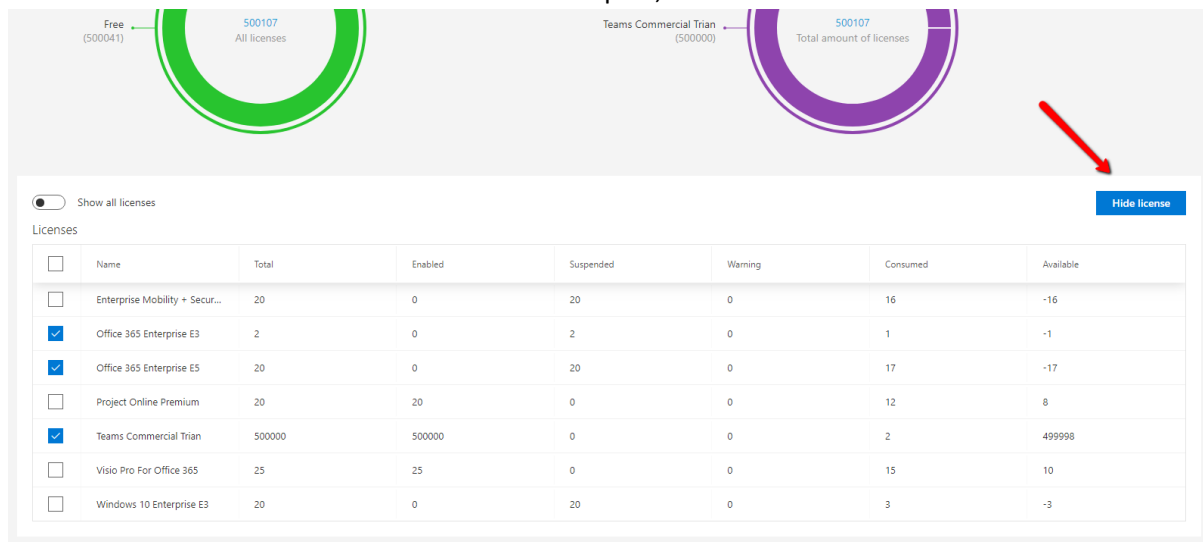 Free
(500041)
500107
All licenses
Teams Commercial Trian
(500000)
500107
Total amount of licenses
Show all licenses
Hide license
Licenses
Name Total Enabled Suspended Warning Consumed Available
Enterprise Mobility + Secur... 20 0 20 0 16 -16
Office 365 Enterprise E3 2 0 2 0 1 -1
Office 365 Enterprise E5 20 0 20 0 17 -17
Project Online Premium 20 20 0 0 12 8
Teams Commercial Trian 500000 500000 0 0 2 499998
Visio Pro For Office 365 25 25 0 0 15 10
Windows 10 Enterprise E3 20 0 20 0 3 -3